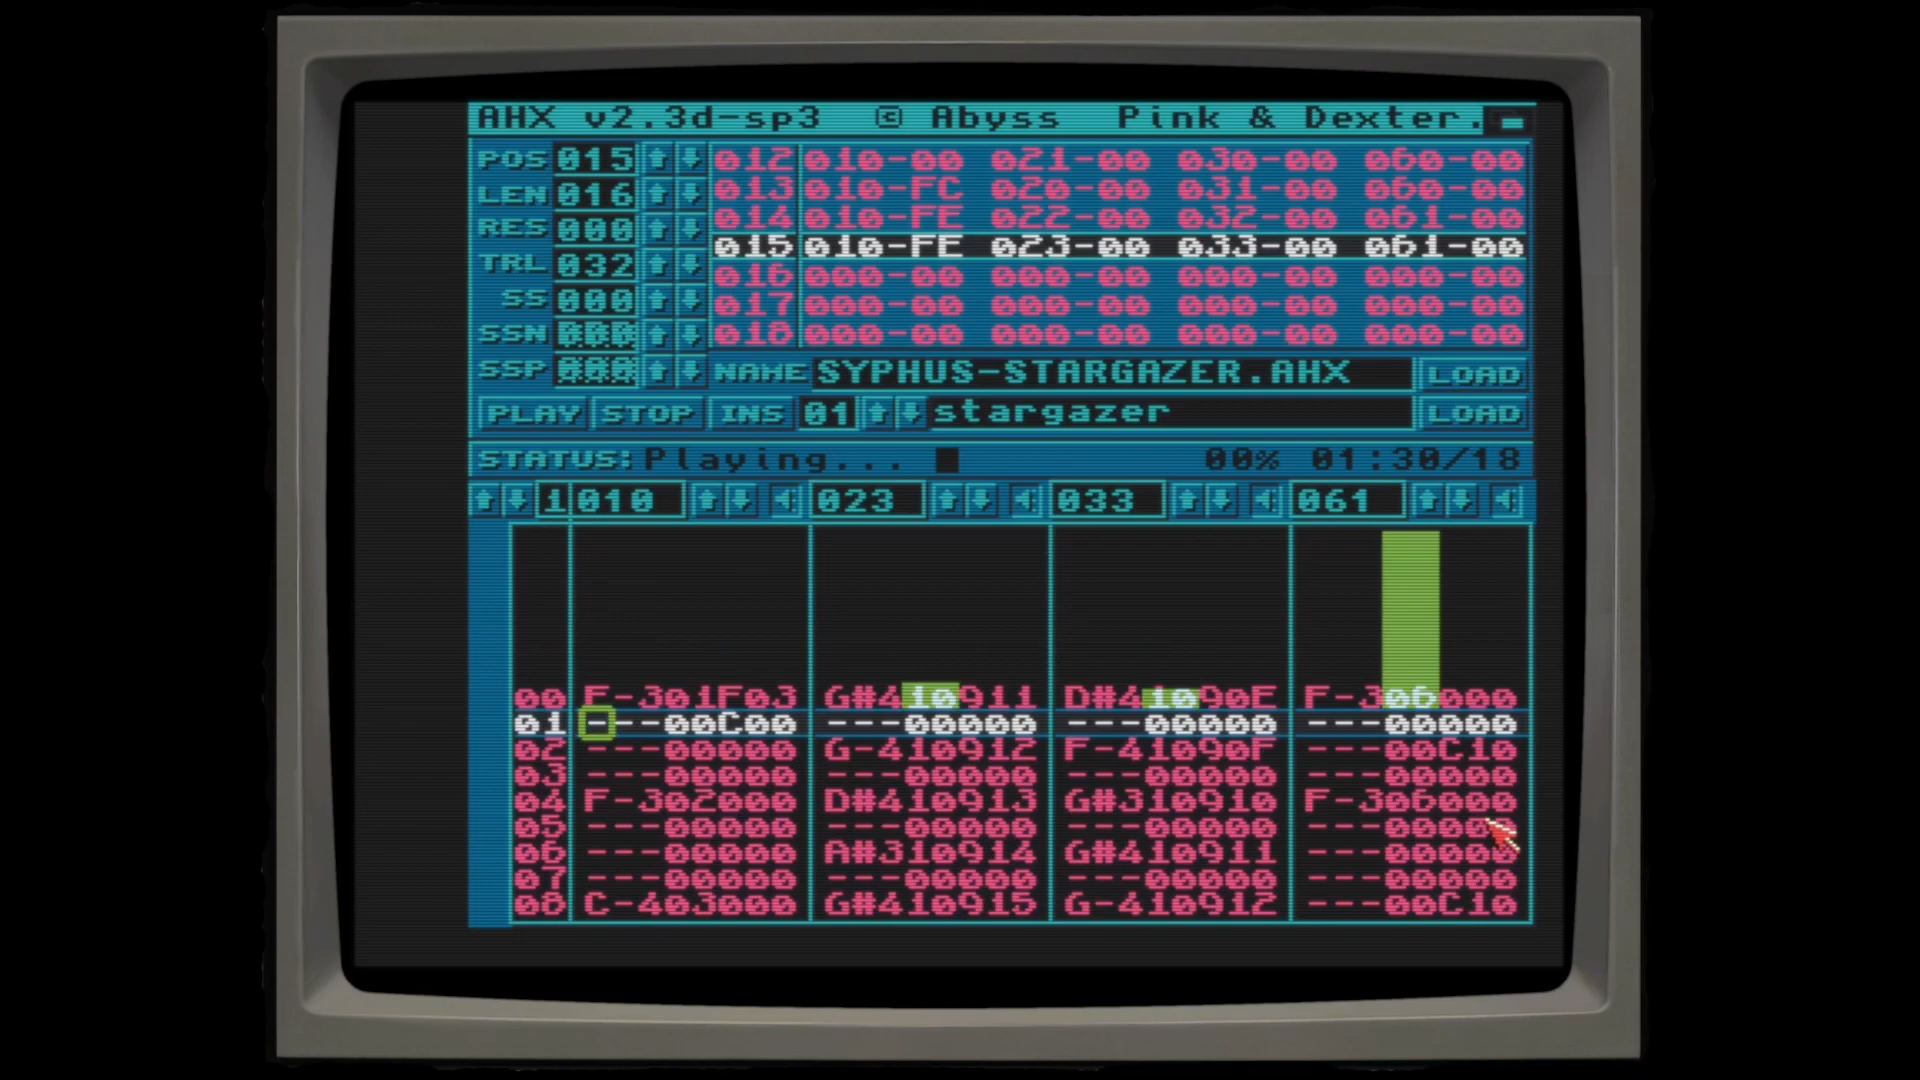 AHX v2.3d-sp3 © Abyss Pink & Dexter.
POS 015 012 010-00 021-00 030-00 060-00
LEN 016 013 010-FC 020-00 031-00 060-00
RES 000 014 010-FE 022-00 032-00 061-00
015 010-FE 023-00 033-00 061-00
TRL 032 016 000-00 000-00 000-00 000-00
SS 000 017 000-00 000-00 000-00 000-00
SSN 000 018 000-00 000-00 000-00 000-00
SSP 000 NAME SYPHUS-STARGAZER.AHX LOAD
PLAY STOP INS 01 stargazer LOAD
STATUS: Playing... 00% 01:30/18
1 010 023 033 061
00 F-301F03 G#410911 D#41090E F-306000
01 ---00C00 ---00000 ---00000 ---00000
02 ---00000 G-410912 F-41090F ---00C10
03 ---00000 ---00000 ---00000 ---00000
04 F-302000 D#410913 G#310910 F-306000
05 ---00000 ---00000 ---00000 ---00000
06 ---00000 A#310914 G#410911 ---00000
07 ---00000 ---00000 ---00000 ---00000
08 C-403000 G#410915 G-410912 ---00C10